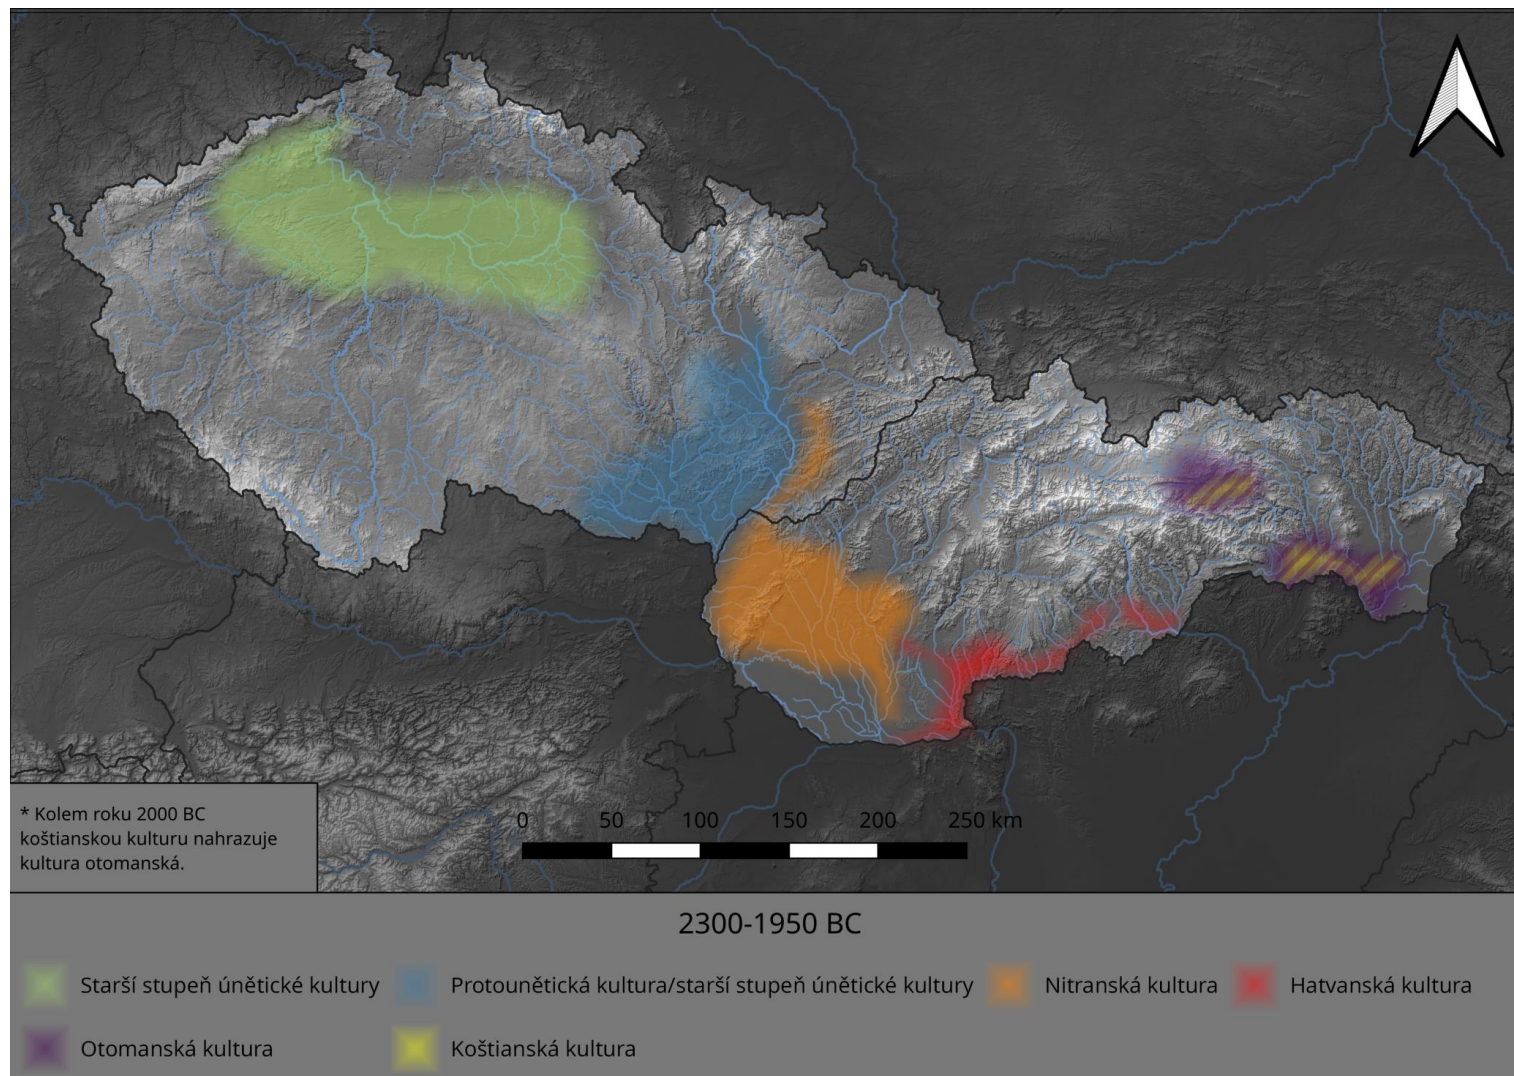 * Kolem roku 2000 BC
koštianskou kulturu nahrazuje
kultura otomanská.
0 50 100 150 200 250 km
2300-1950 BC
Starší stupeň únětické kultury Protounětická kultura/starší stupeň únětické kultury Nitranská kultura Hatvanská kultura
Otomanská kultura Koštianská kultura